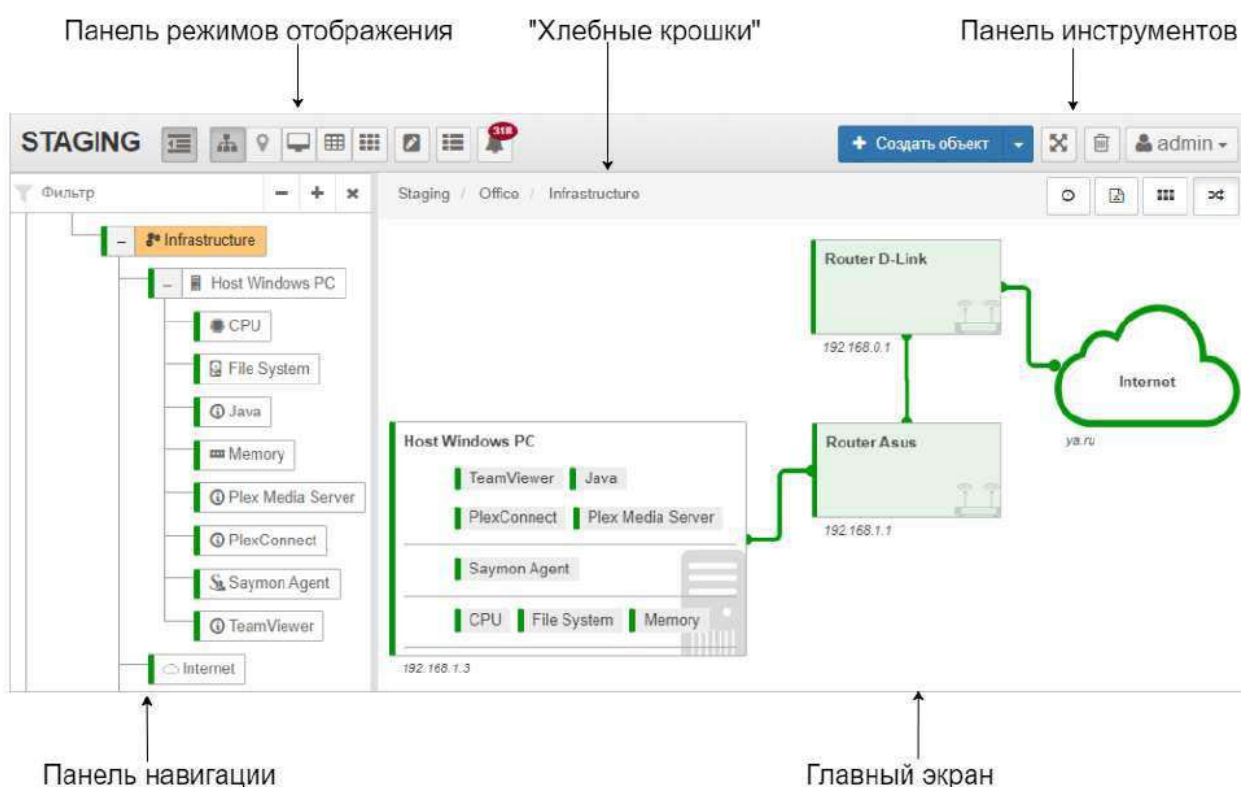 Панель режимов отображения
"Хлебные крошки"
Панель инструментов
STAGING
318
+ Создать объект
admin
Фильтр
Staging / Office / Infrastructure
Infrastructure
Host Windows PC
CPU
File System
Java
Memory
Plex Media Server
PlexConnect
Saymon Agent
TeamViewer
Internet
Router D-Link
192.168.0.1
Internet
ya.ru
Router Asus
192.168.1.1
Host Windows PC
TeamViewer Java
PlexConnect Plex Media Server
Saymon Agent
CPU File System Memory
192.168.1.3
Панель навигации
Главный экран